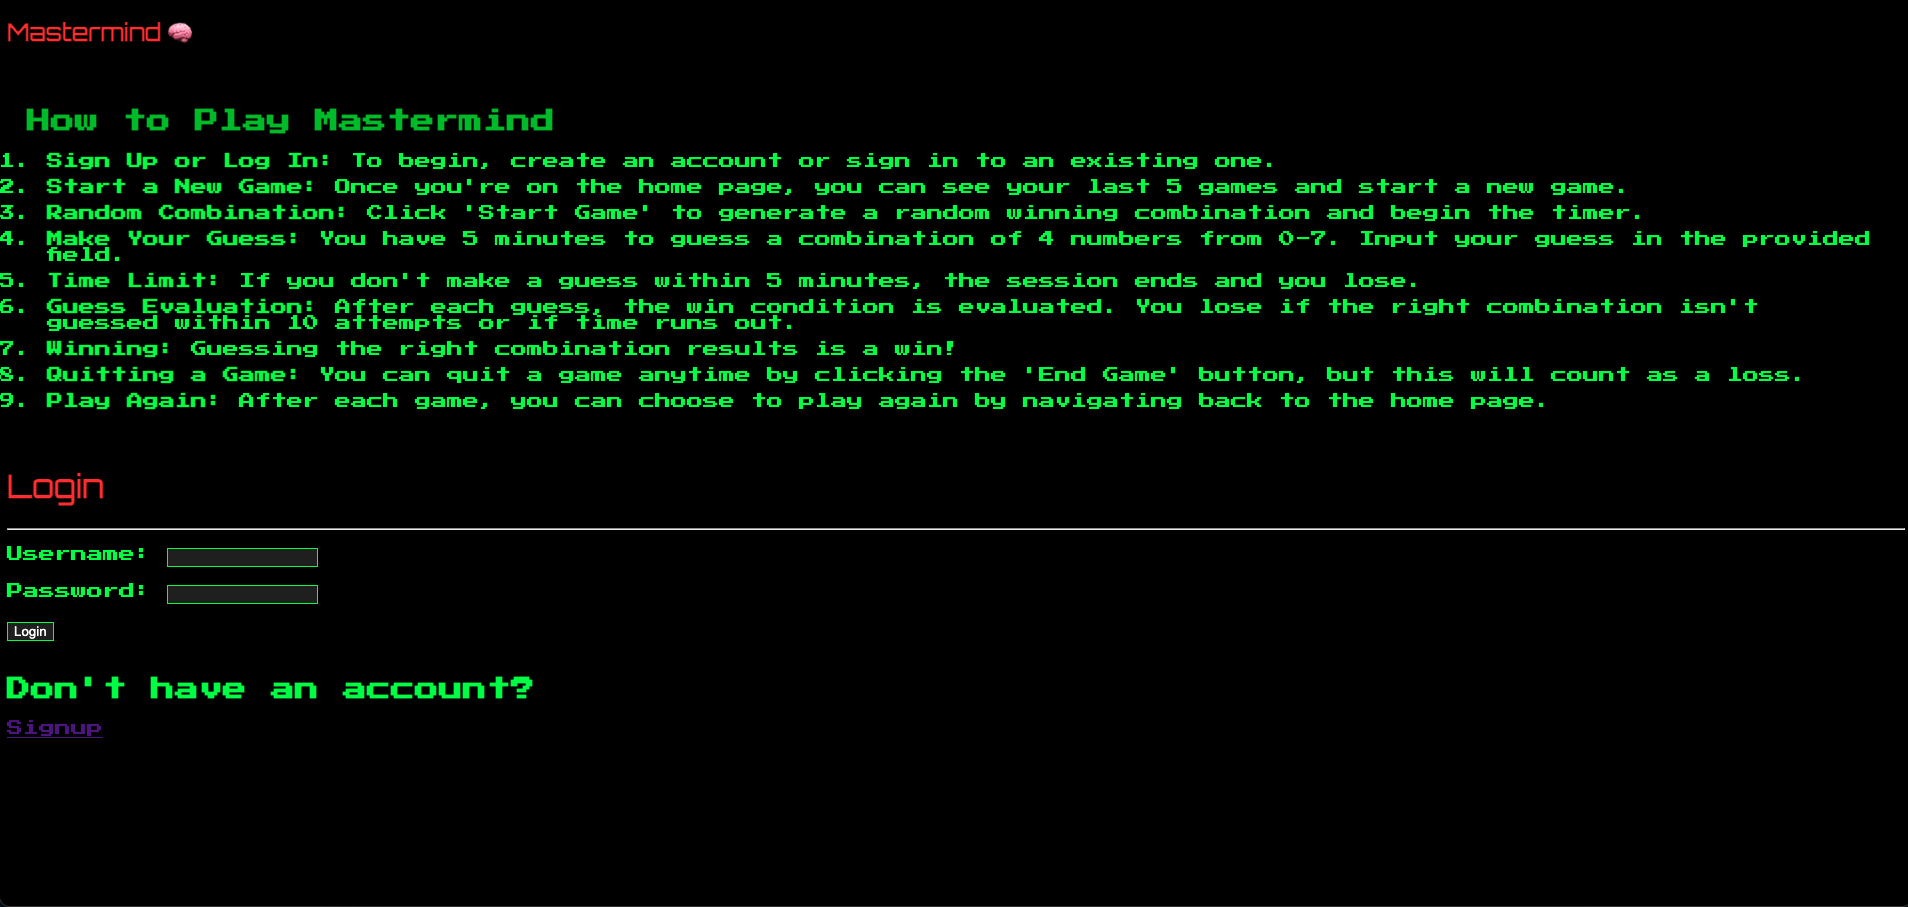 Mastermind 🧠
How to Play Mastermind
1. Sign Up or Log In: To begin, create an account or sign in to an existing one.
2. Start a New Game: Once you're on the home page, you can see your last 5 games and start a new game.
3. Random Combination: Click 'Start Game' to generate a random winning combination and begin the timer.
4. Make Your Guess: You have 5 minutes to guess a combination of 4 numbers from 0-7. Input your guess in the provided
field.
5. Time Limit: If you don't make a guess within 5 minutes, the session ends and you lose.
6. Guess Evaluation: After each guess, the win condition is evaluated. You lose if the right combination isn't
guessed within 10 attempts or if time runs out.
7. Winning: Guessing the right combination results is a win!
8. Quitting a Game: You can quit a game anytime by clicking the 'End Game' button, but this will count as a loss.
9. Play Again: After each game, you can choose to play again by navigating back to the home page.
Login
Username:
Password:
Login
Don't have an account?
Signup